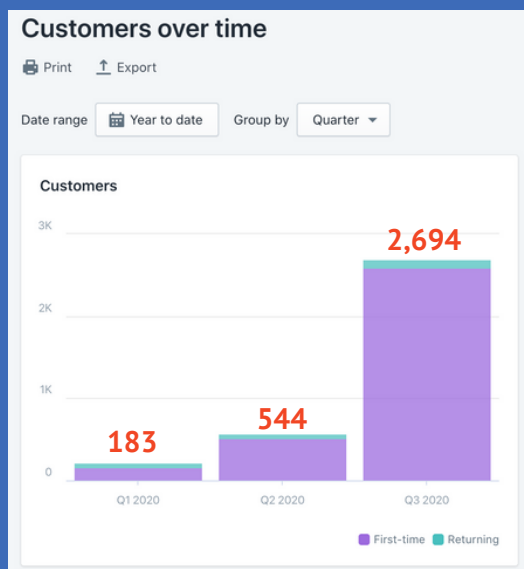 Customers over time
Print Export
Date range Year to date Group by Quarter
Customers
3K
2,694
2K
1K
544
183
0
Q1 2020 Q2 2020 Q3 2020
First-time Returning